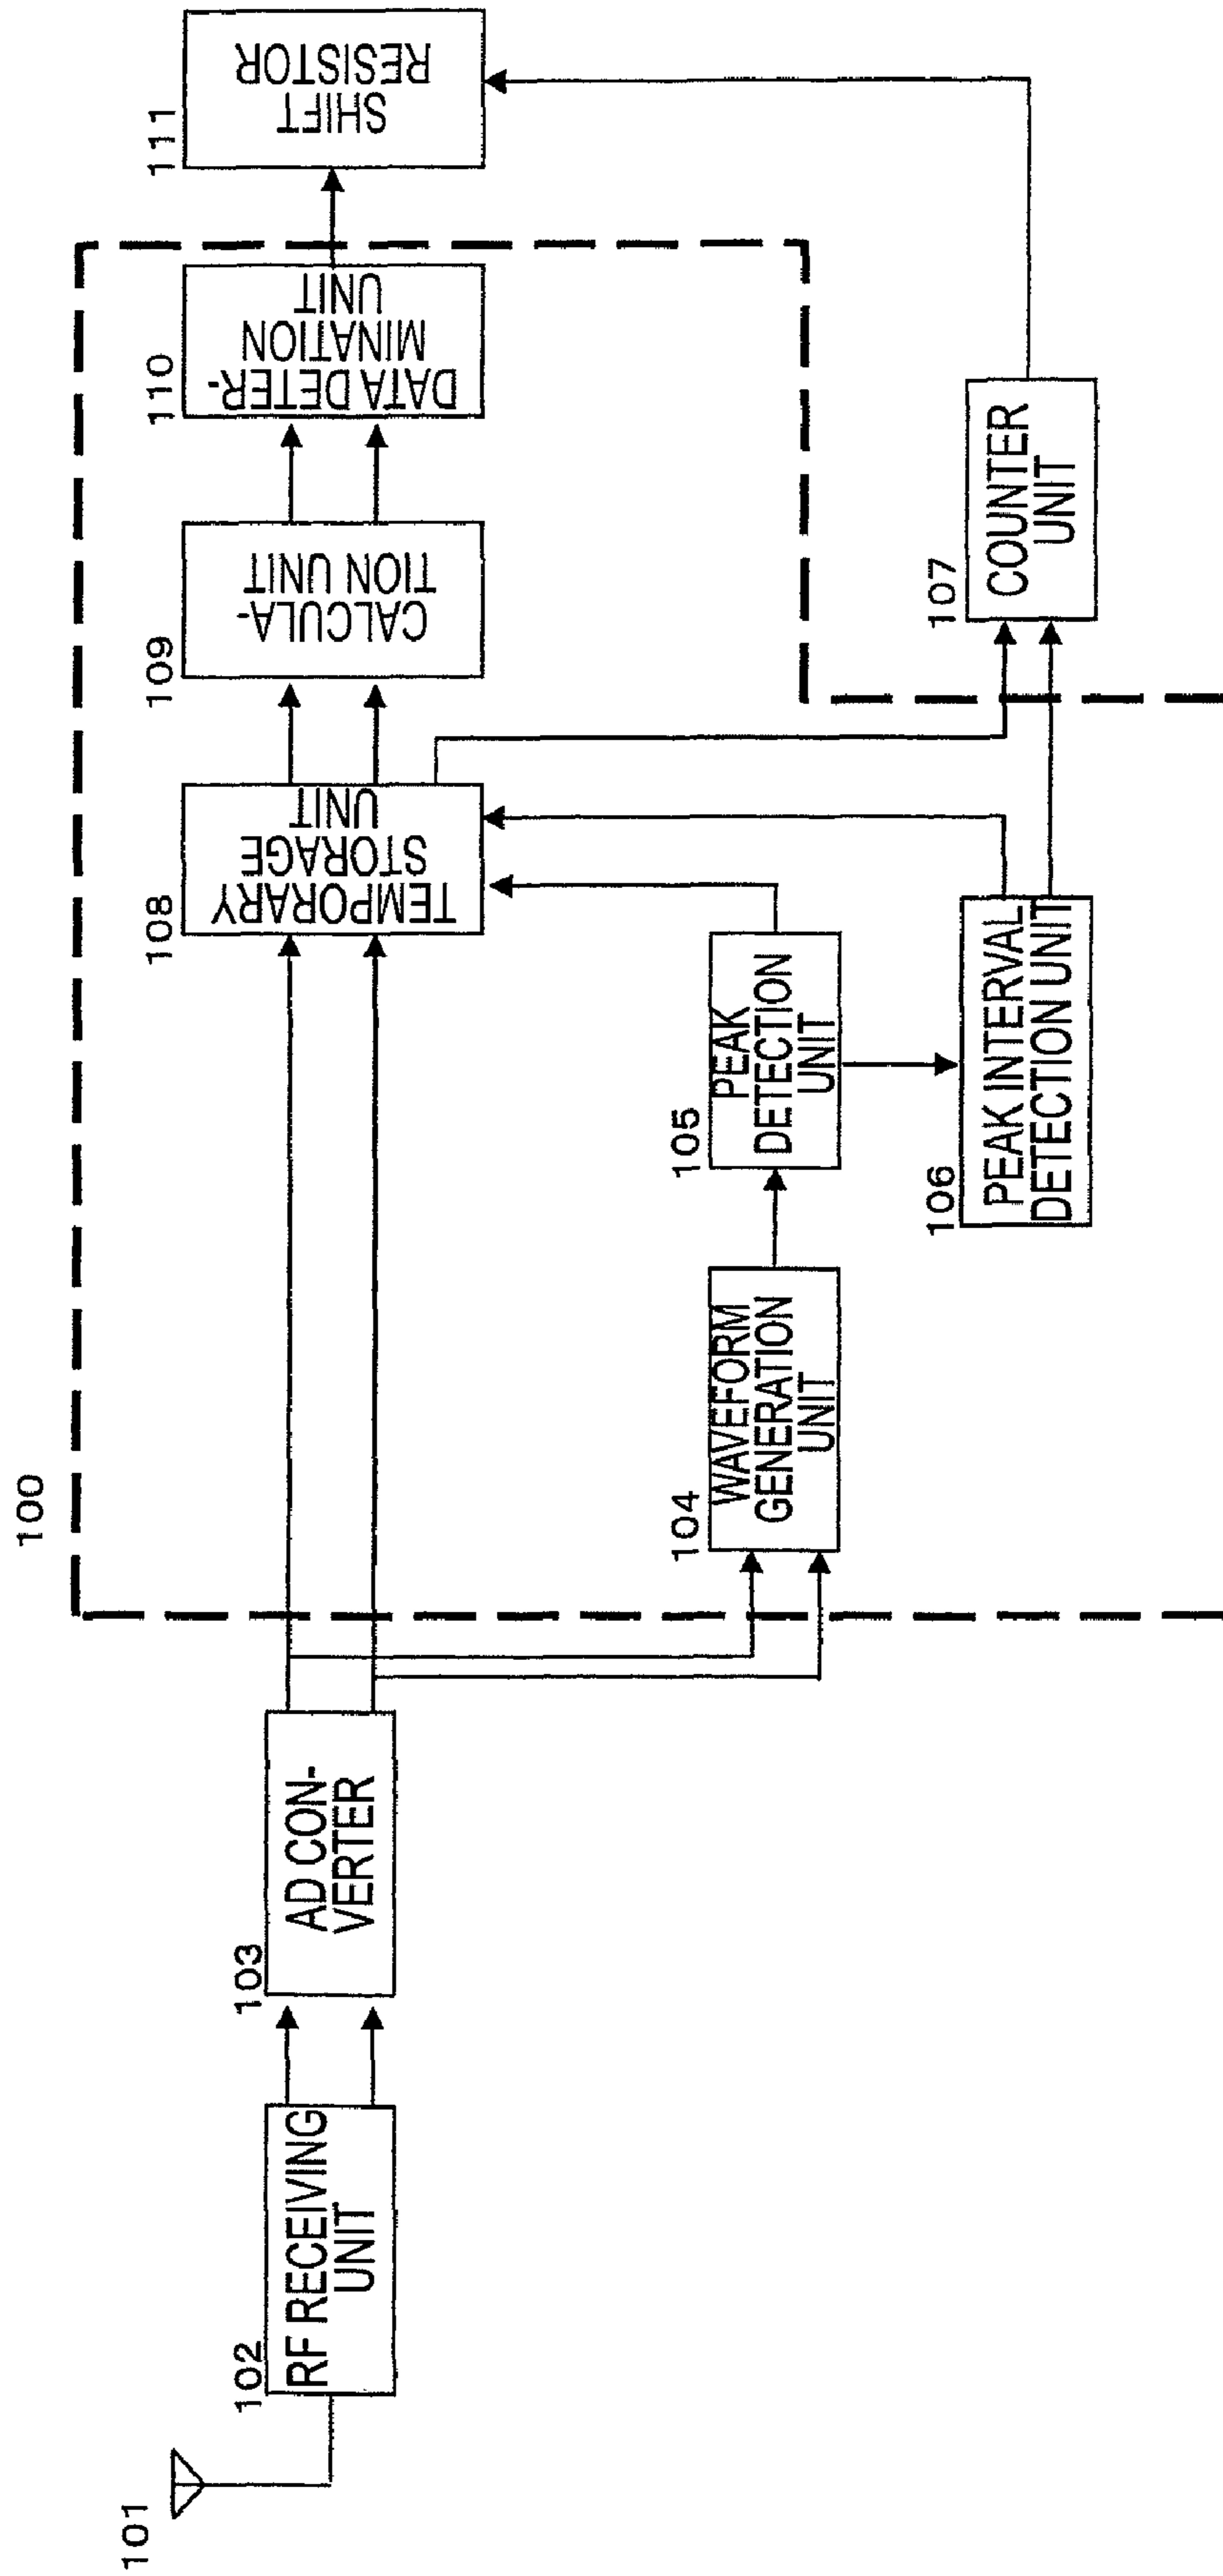 100
101
102
RF RECEIVING
UNIT
103
AD CON-
VERTER
104
WAVEFORM
GENERATION
UNIT
105
PEAK
DETECTION
UNIT
106
PEAK INTERVAL
DETECTION UNIT
107
COUNTER
UNIT
108
TEMPORARY
STORAGE
UNIT
109
CALCULA-
TION UNIT
110
DATA DETER-
MINATION
UNIT
111
SHIFT
RESISTOR